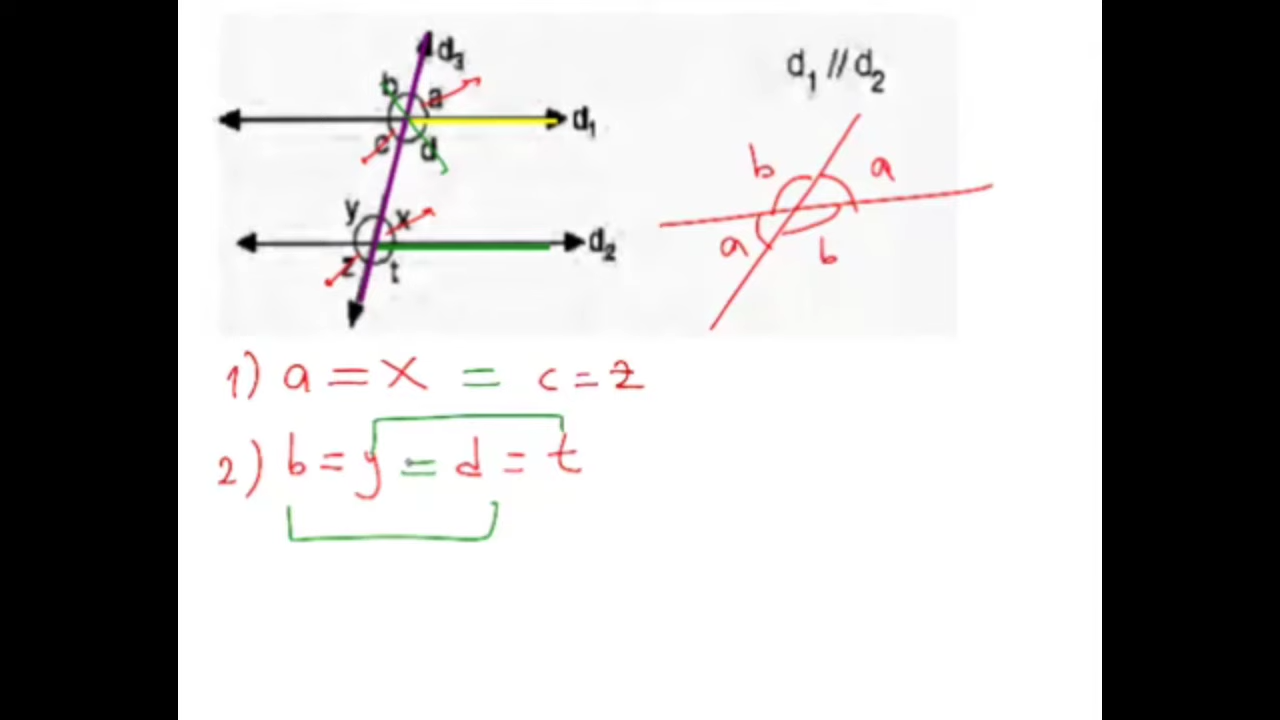 d₃
b a
d₁
c d
y x
d₂
z t
d₁ // d₂
b a
a b
1) a = x = c = z
2) b = y = d = t